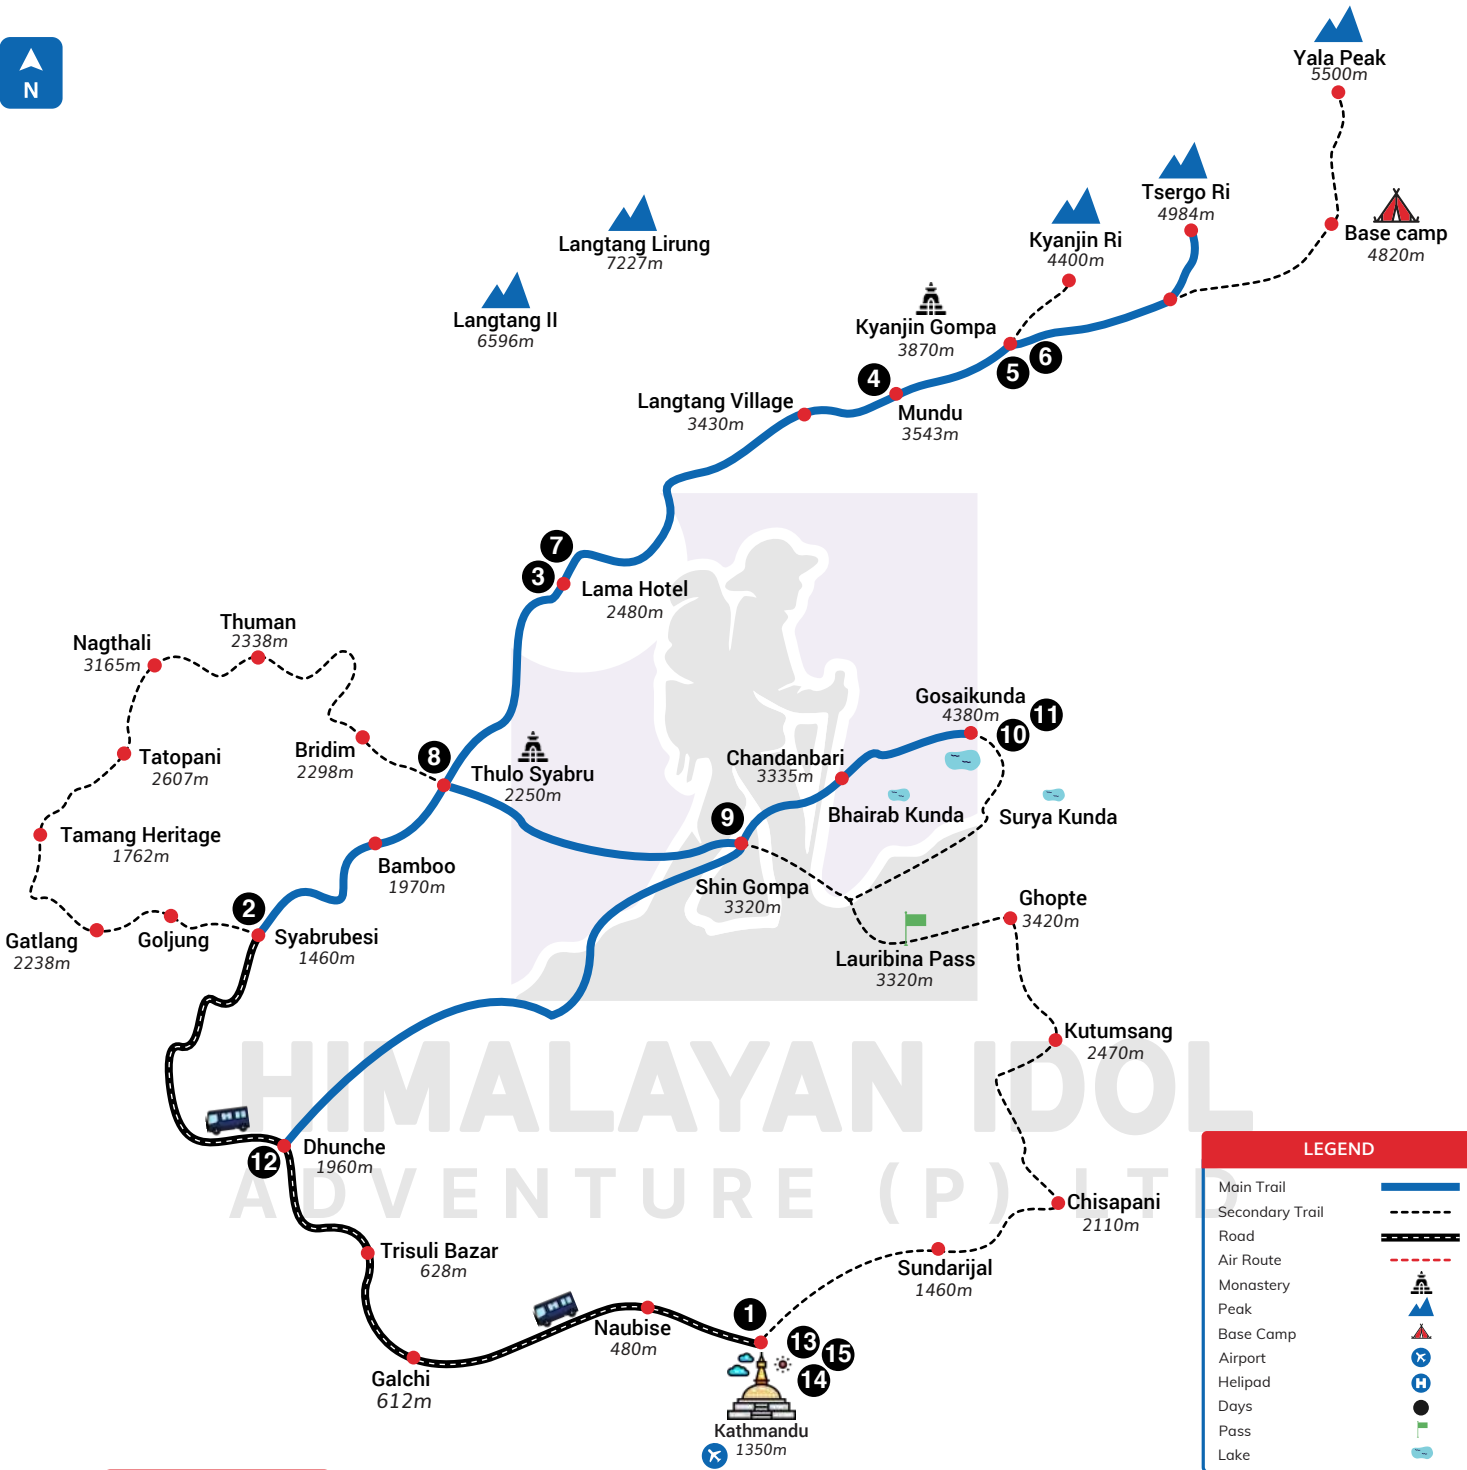 N
Yala Peak
5500m
Tsergo Ri
4984m
Kyanjin Ri
4400m
Base camp
4820m
Langtang Lirung
7227m
Langtang II
6596m
Kyanjin Gompa
3870m
4
5
6
Langtang Village
3430m
Mundu
3543m
7
3
Lama Hotel
2480m
Thuman
2338m
Nagthali
3165m
Tatopani
2607m
Bridim
2298m
8
Thulo Syabru
2250m
Gosaikunda
4380m
11
10
Chandanbari
3335m
Bhairab Kunda
Surya Kunda
9
Shin Gompa
3320m
Tamang Heritage
1762m
Bamboo
1970m
2
Syabrubesi
1460m
Goljung
Gatlang
2238m
Ghopte
3420m
Lauribina Pass
3320m
Kutumsang
2470m
HIMALAYAN IDOL
ADVENTURE (P) LTD
12
Dhunche
1960m
Chisapani
2110m
Trisuli Bazar
628m
Sundarijal
1460m
Naubise
480m
Galchi
612m
1
13
15
14
Kathmandu
1350m
LEGEND
Main Trail
Secondary Trail
Road
Air Route
Monastery
Peak
Base Camp
Airport
Helipad
H
Days
Pass
Lake